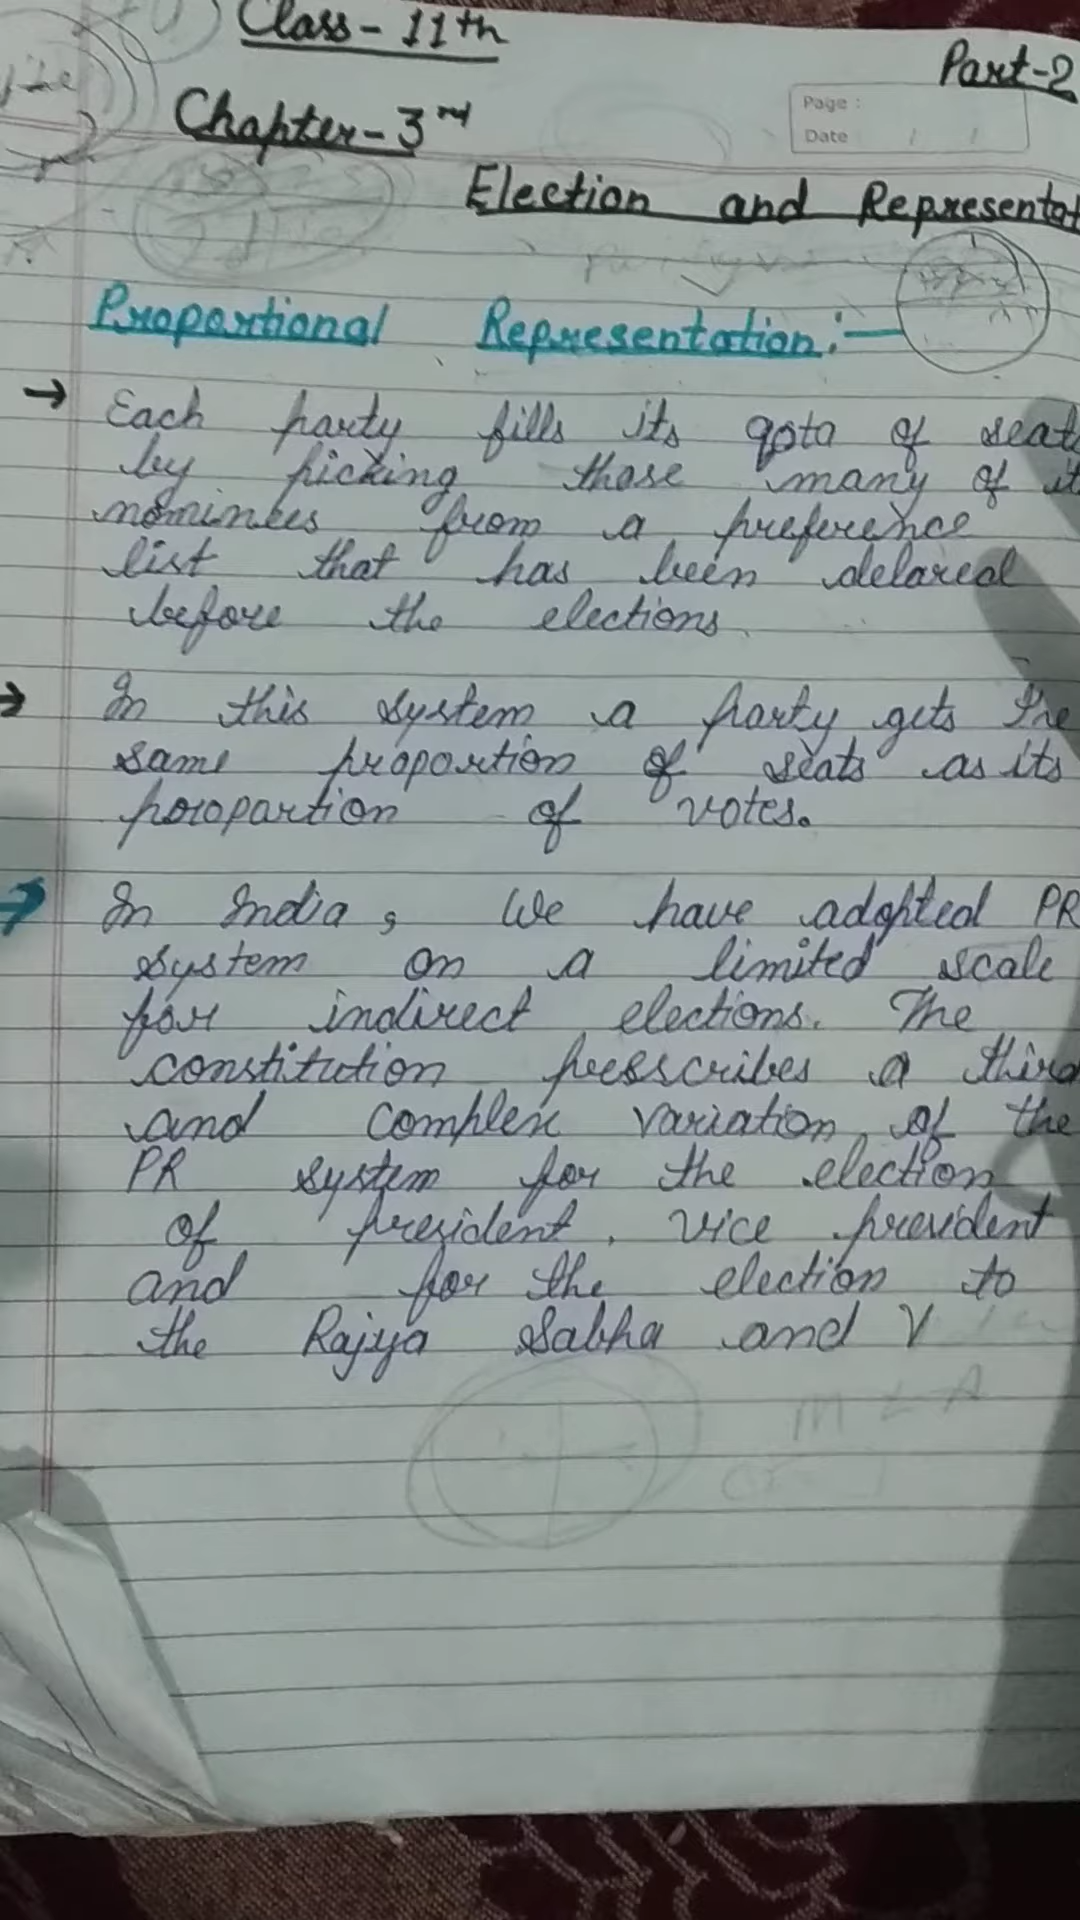 Class - 11th
Part-2
Chapter - 3rd
Page :
Date
Election and Representat
Proportional Representation:—
→ Each party fills its qota of seat
by picking those many of it
nominees from a preference
list that has been delared
before the elections.
→ In this system a party gets the
same proportion of seats as its
poropartion of votes.
→ In India, We have adopted PR
system on a limited scale
for indirect elections. The
constitution presscribes a third
and complex variation of the
PR system for the election
of president, vice president
and for the election to
the Rajya Sabha and V
M L A